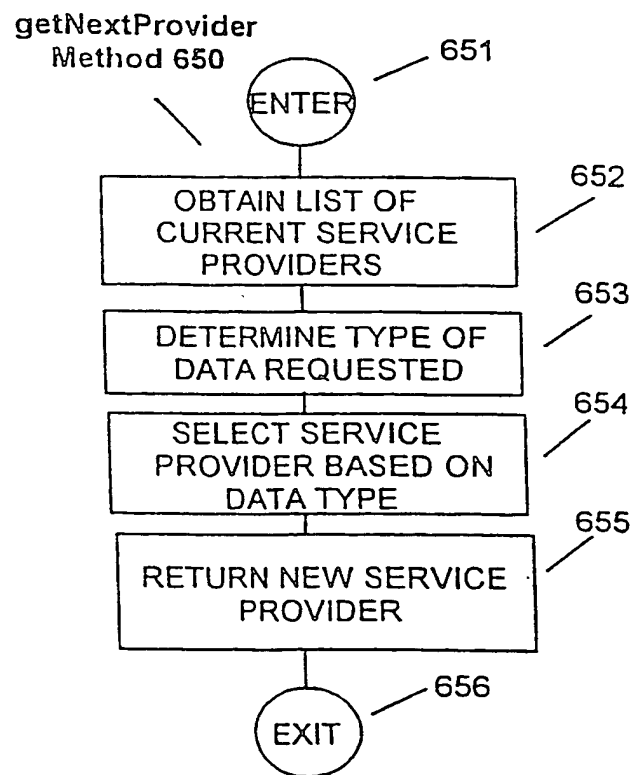 getNextProvider
Method 650
651
ENTER
652
OBTAIN LIST OF
CURRENT SERVICE
PROVIDERS
653
DETERMINE TYPE OF
DATA REQUESTED
654
SELECT SERVICE
PROVIDER BASED ON
DATA TYPE
655
RETURN NEW SERVICE
PROVIDER
656
EXIT